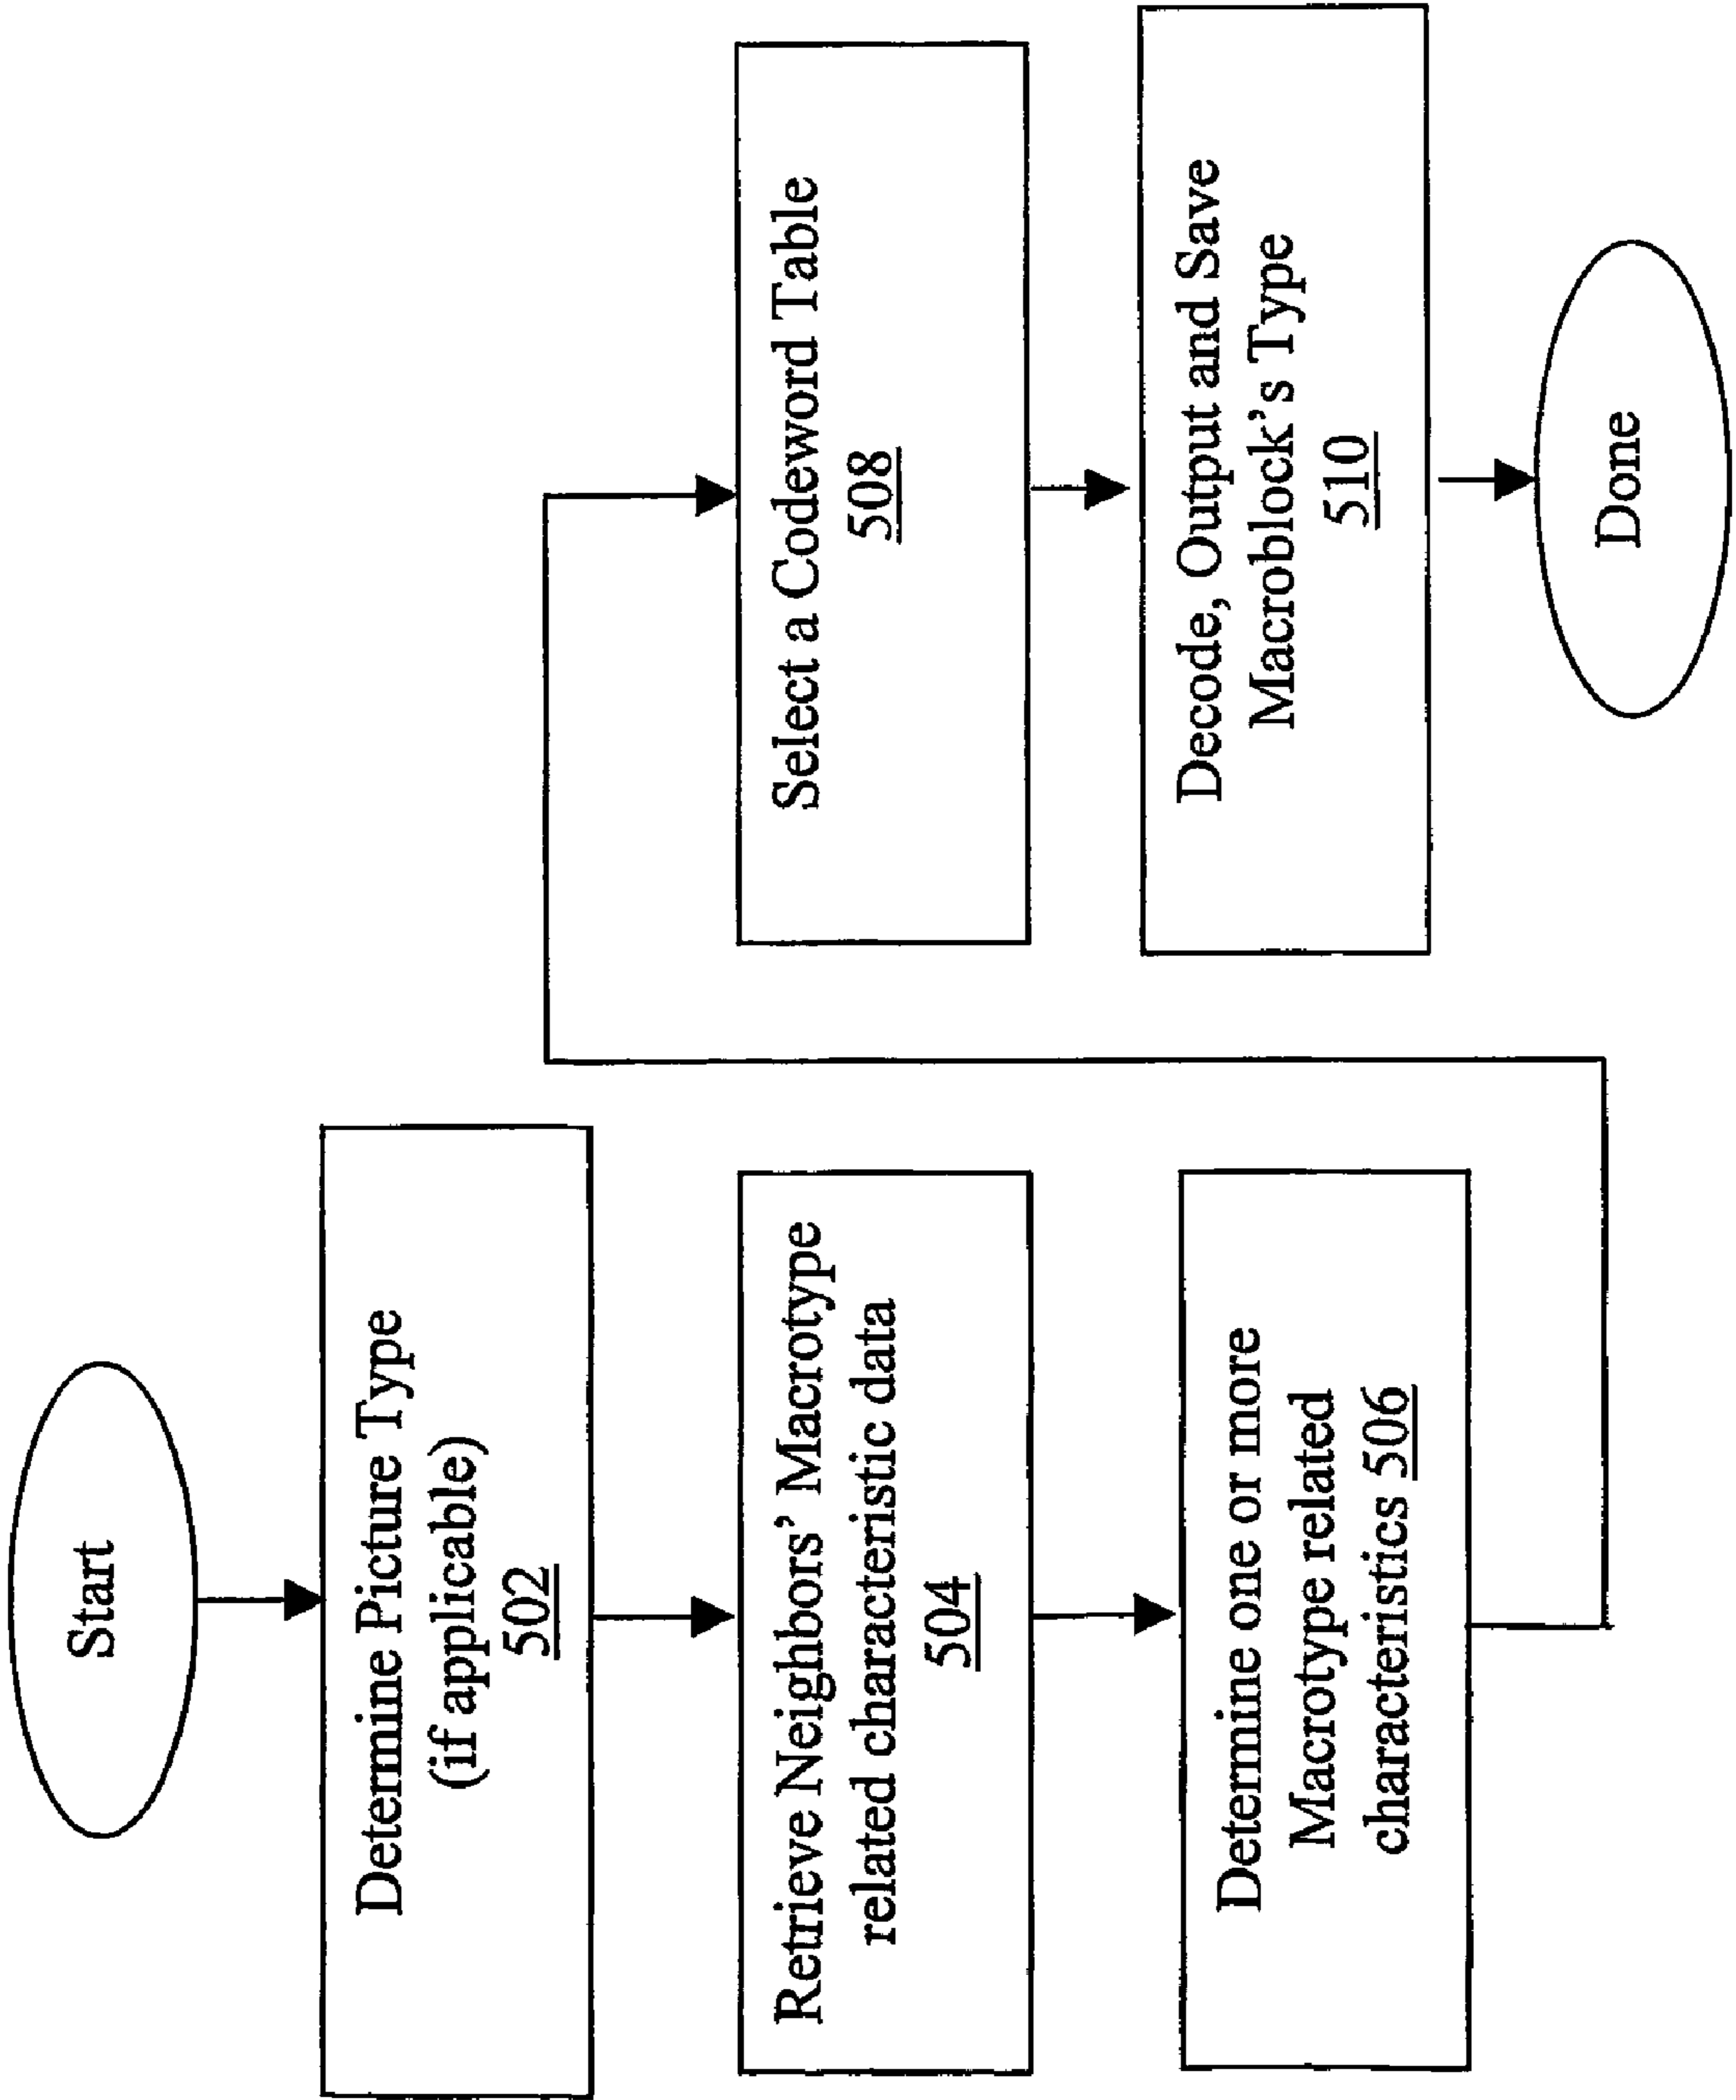 Start
Determine Picture Type
(if applicable)
502
Retrieve Neighbors' Macrotype
related characteristic data
504
Determine one or more
Macrotype related
characteristics 506
Select a Codeword Table
508
Decode, Output and Save
Macroblock's Type
510
Done